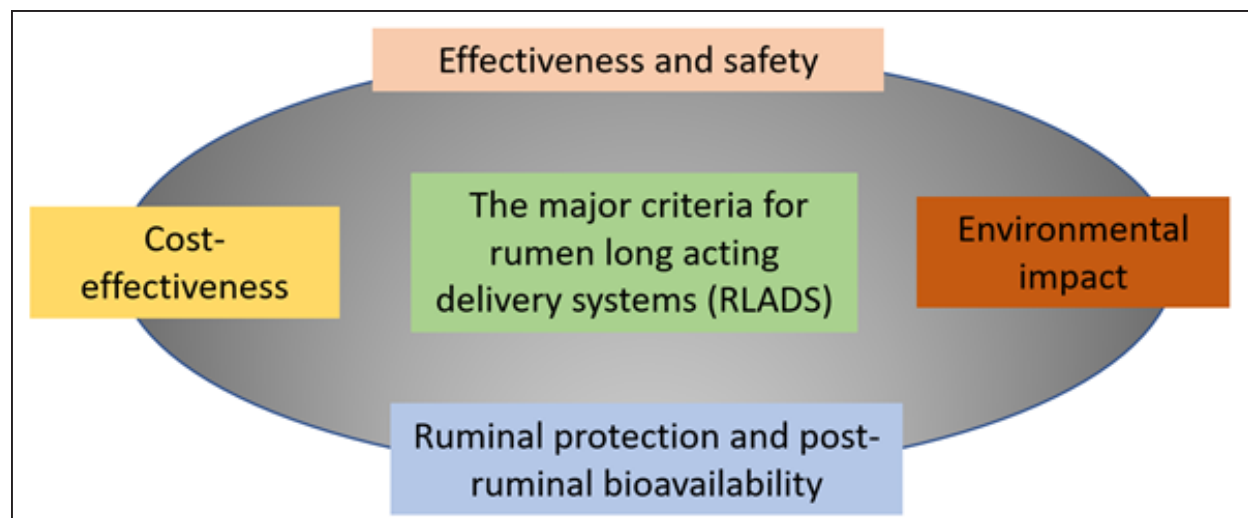 Effectiveness and safety
Cost-
effectiveness
The major criteria for
rumen long acting
delivery systems (RLADS)
Environmental
impact
Ruminal protection and post-
ruminal bioavailability